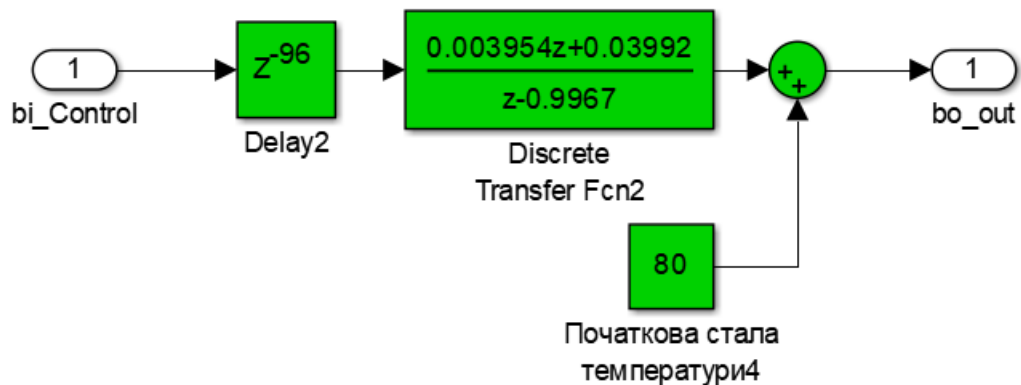 1
bi_Control
Z-96
Delay2
0.003954z+0.03992
z-0.9967
Discrete
Transfer Fcn2
+
+
1
bo_out
80
Початкова стала
температури4